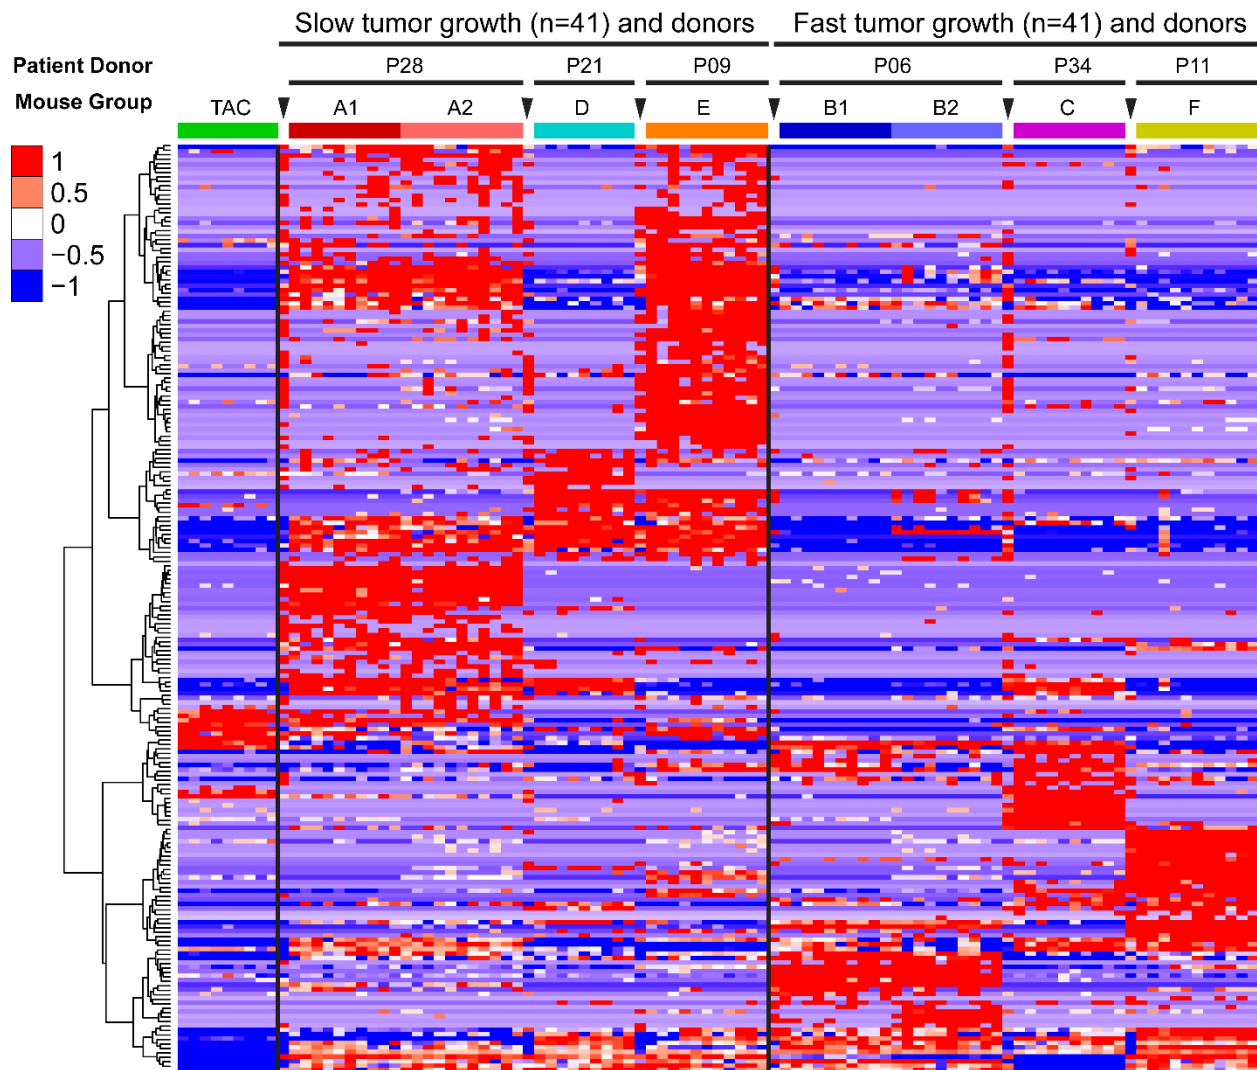 Slow tumor growth (n=41) and donors Fast tumor growth (n=41) and donors
Patient Donor P28 P21 P09 P06 P34 P11
Mouse Group TAC A1 A2 D E B1 B2 C F
1
0.5
0
−0.5
−1